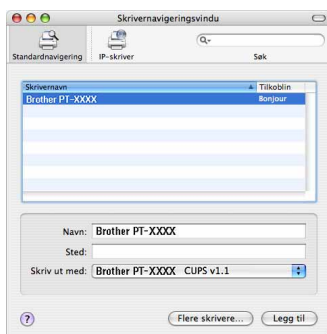 Skrivernavigeringsvindu
Standardnavigering IP-skriver Søk
Skrivernavn Tilkoblin
Brother PT-XXXX Bonjour
Navn: Brother PT-XXXX
Sted:
Skriv ut med: Brother PT-XXXX CUPS v1.1
? Flere skrivere... Legg til